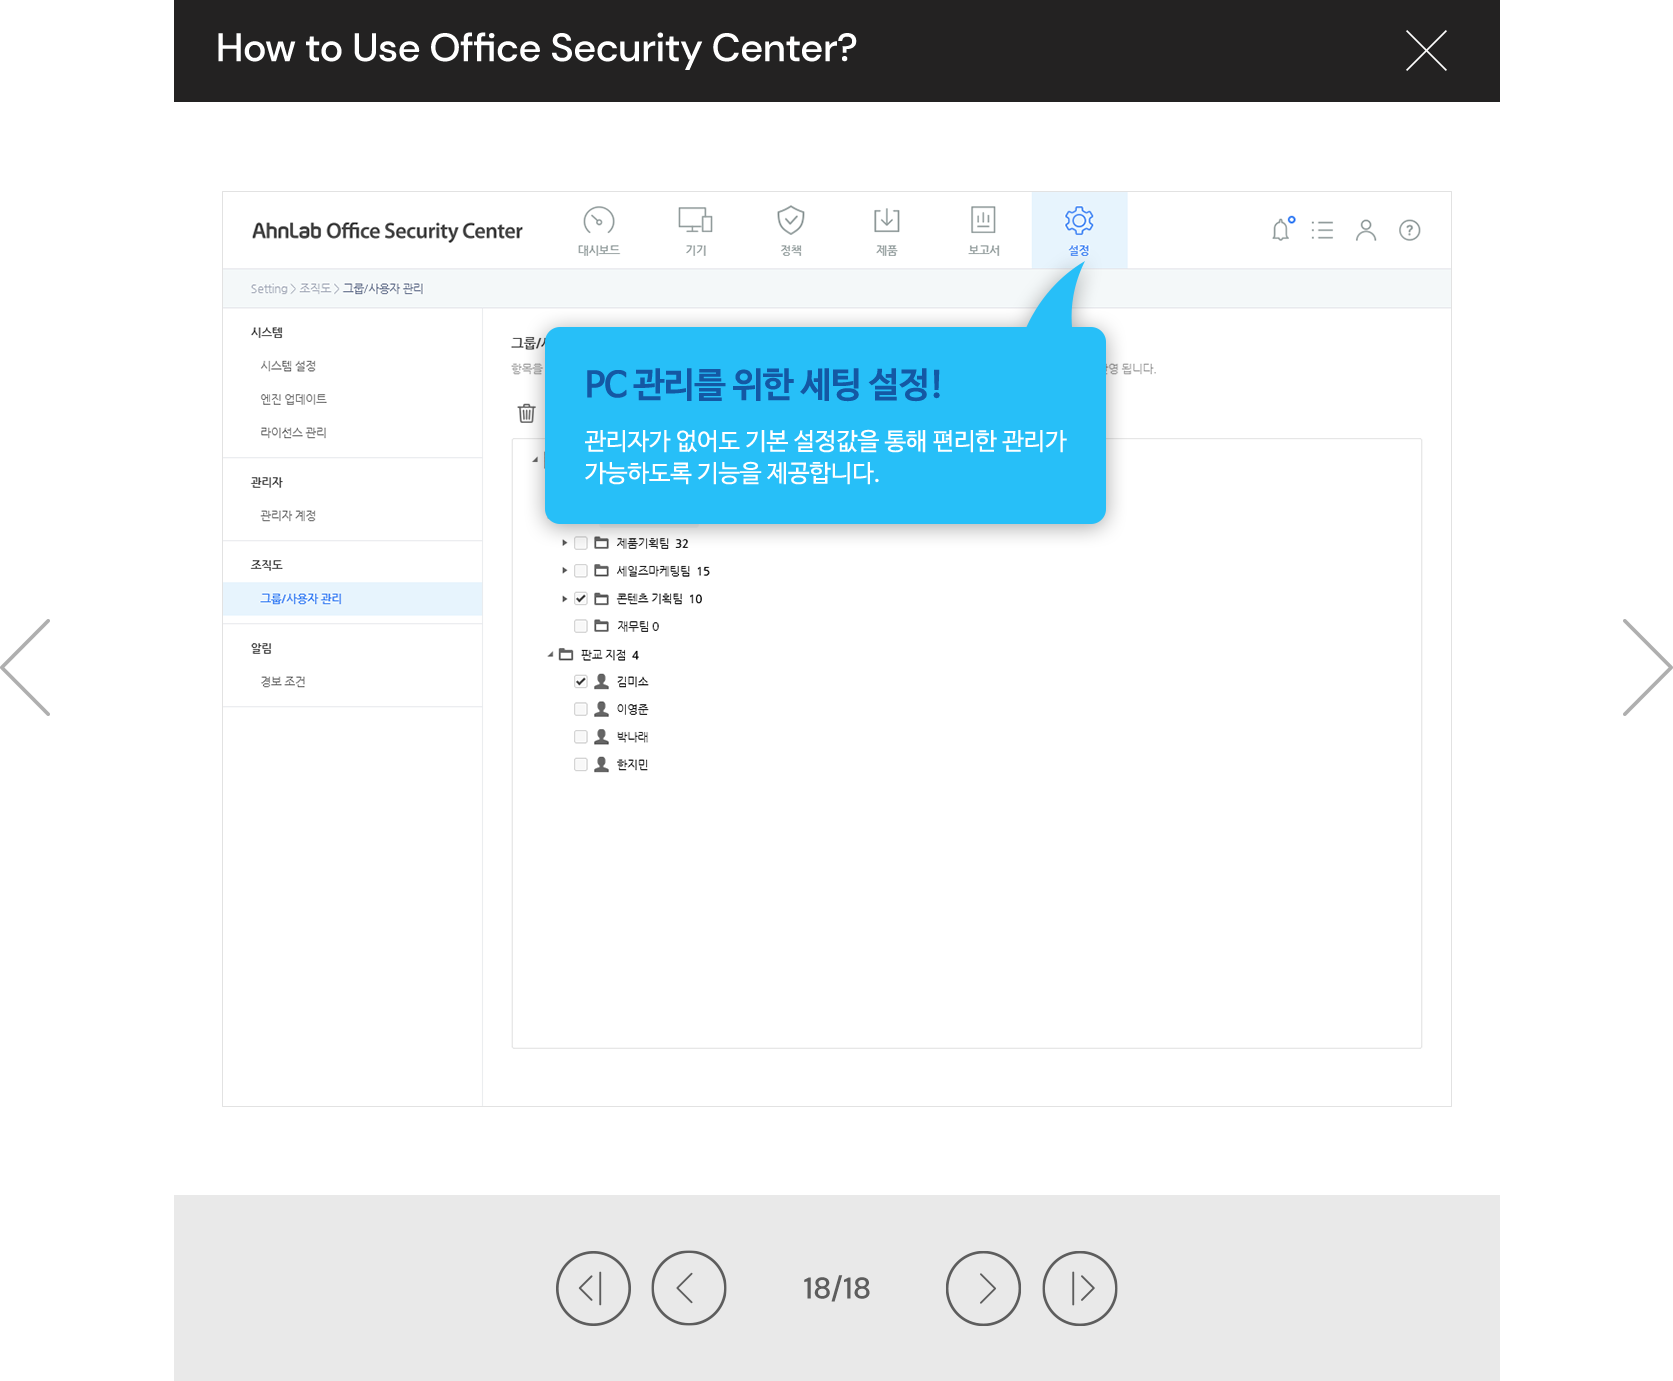 How to Use Office Security Center?
AhnLab Office Security Center
대시보드
기기
정책
제품
보고서
설정
Setting > 조직도 > 그룹/사용자 관리
시스템
시스템 설정
엔진 업데이트
라이선스 관리
관리자
관리자 계정
조직도
그룹/사용자 관리
알림
경보 조건
항목을
됩니다.
PC 관리를 위한 세팅 설정!
관리자가 없어도 기본 설정값을 통해 편리한 관리가
가능하도록 기능을 제공합니다.
제품기획팀 32
세일즈마케팅팀 15
콘텐츠 기획팀 10
재무팀 0
판교 지점 4
김미소
이영준
박나래
한지민
18/18